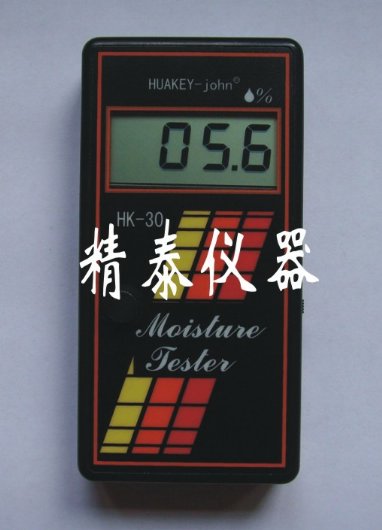 HUAKEY-john©
%
05.6
HK-30
精泰仪器
Moisture
Tester